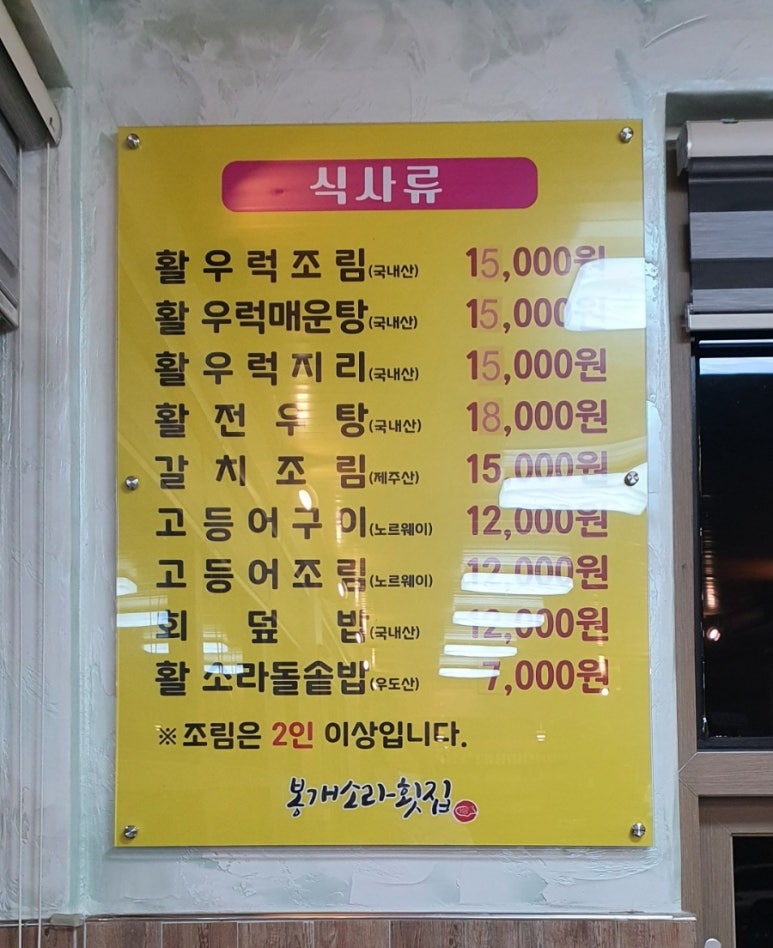 식사류
활우럭조림(국내산) 15,000원
활우럭매운탕(국내산) 15,000원
활우럭지리(국내산) 15,000원
활전우탕(국내산) 18,000원
갈치조림(제주산) 15,000원
고등어구이(노르웨이) 12,000원
고등어조림(노르웨이) 12,000원
회덮밥(국내산) 12,000원
활소라돌솥밥(우도산) 7,000원
※조림은 2인 이상입니다.
봉개소라횟집